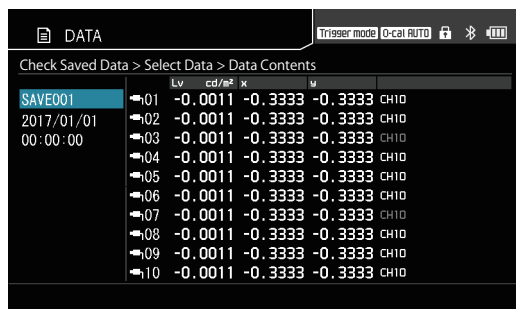 DATA Trigger mode 0-cal AUTO
Check Saved Data > Select Data > Data Contents
Lv cd/m² x y
SAVE001
2017/01/01
00:00:00
01 -0.0011 -0.3333 -0.3333 CH10
02 -0.0011 -0.3333 -0.3333 CH10
03 -0.0011 -0.3333 -0.3333 CH10
04 -0.0011 -0.3333 -0.3333 CH10
05 -0.0011 -0.3333 -0.3333 CH10
06 -0.0011 -0.3333 -0.3333 CH10
07 -0.0011 -0.3333 -0.3333 CH10
08 -0.0011 -0.3333 -0.3333 CH10
09 -0.0011 -0.3333 -0.3333 CH10
10 -0.0011 -0.3333 -0.3333 CH10